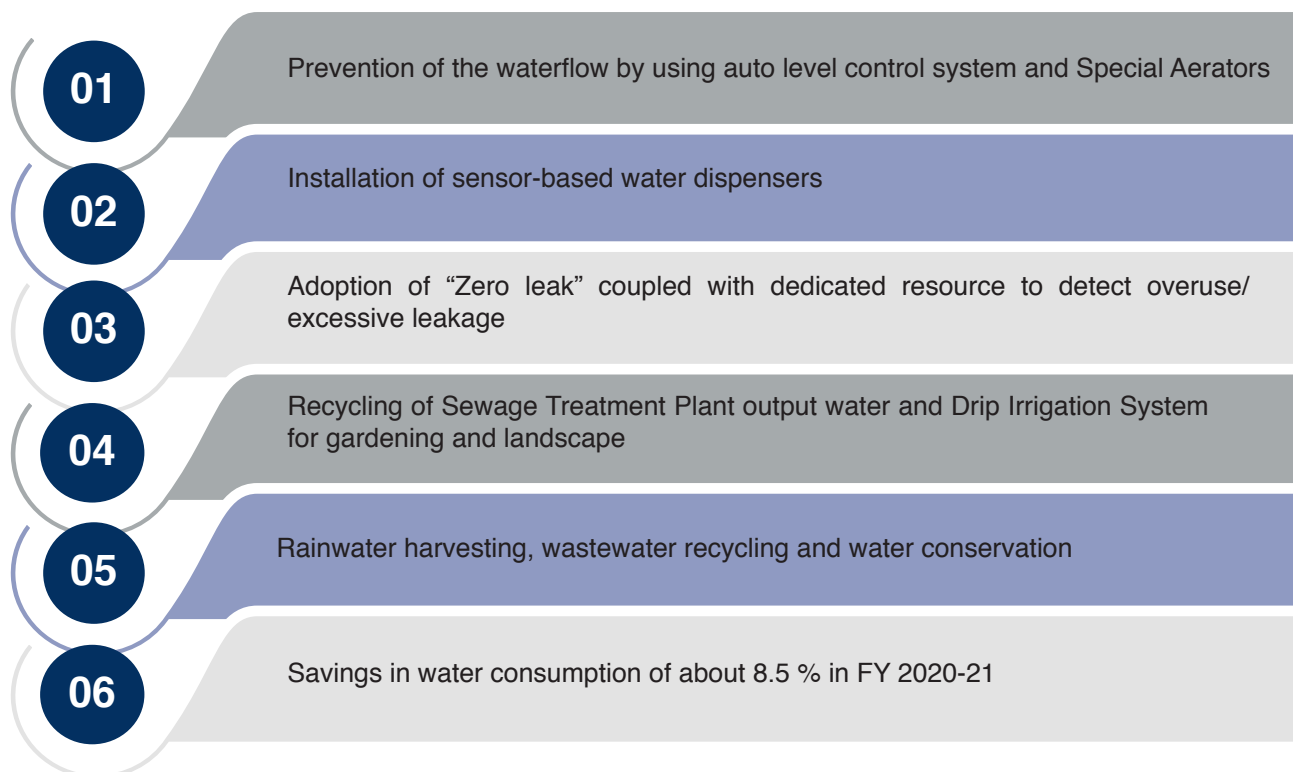 01
Prevention of the waterflow by using auto level control system and Special Aerators
02
Installation of sensor-based water dispensers
03
Adoption of “Zero leak” coupled with dedicated resource to detect overuse/
excessive leakage
04
Recycling of Sewage Treatment Plant output water and Drip Irrigation System
for gardening and landscape
05
Rainwater harvesting, wastewater recycling and water conservation
06
Savings in water consumption of about 8.5 % in FY 2020-21